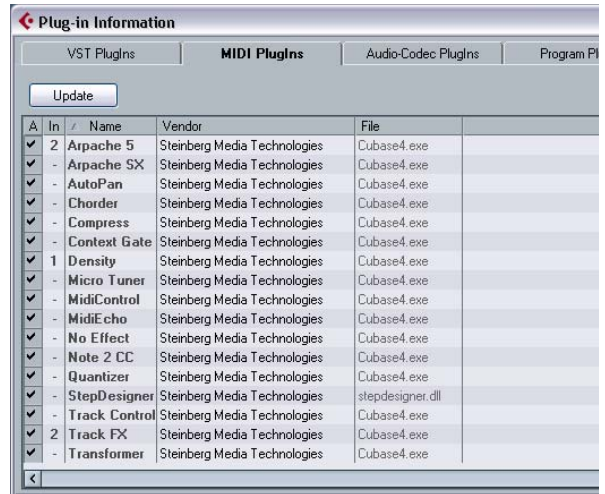 Plug-in Information
VST PlugIns MIDI PlugIns Audio-Codec PlugIns Program Pl
Update
A In Name Vendor File
2 Arpache 5 Steinberg Media Technologies Cubase4.exe
- Arpache SX Steinberg Media Technologies Cubase4.exe
- AutoPan Steinberg Media Technologies Cubase4.exe
- Chorder Steinberg Media Technologies Cubase4.exe
- Compress Steinberg Media Technologies Cubase4.exe
- Context Gate Steinberg Media Technologies Cubase4.exe
1 Density Steinberg Media Technologies Cubase4.exe
- Micro Tuner Steinberg Media Technologies Cubase4.exe
- MidiControl Steinberg Media Technologies Cubase4.exe
- MidiEcho Steinberg Media Technologies Cubase4.exe
- No Effect Steinberg Media Technologies Cubase4.exe
- Note 2 CC Steinberg Media Technologies Cubase4.exe
- Quantizer Steinberg Media Technologies Cubase4.exe
- StepDesigner Steinberg Media Technologies stepdesigner.dll
- Track Control Steinberg Media Technologies Cubase4.exe
2 Track FX Steinberg Media Technologies Cubase4.exe
- Transformer Steinberg Media Technologies Cubase4.exe